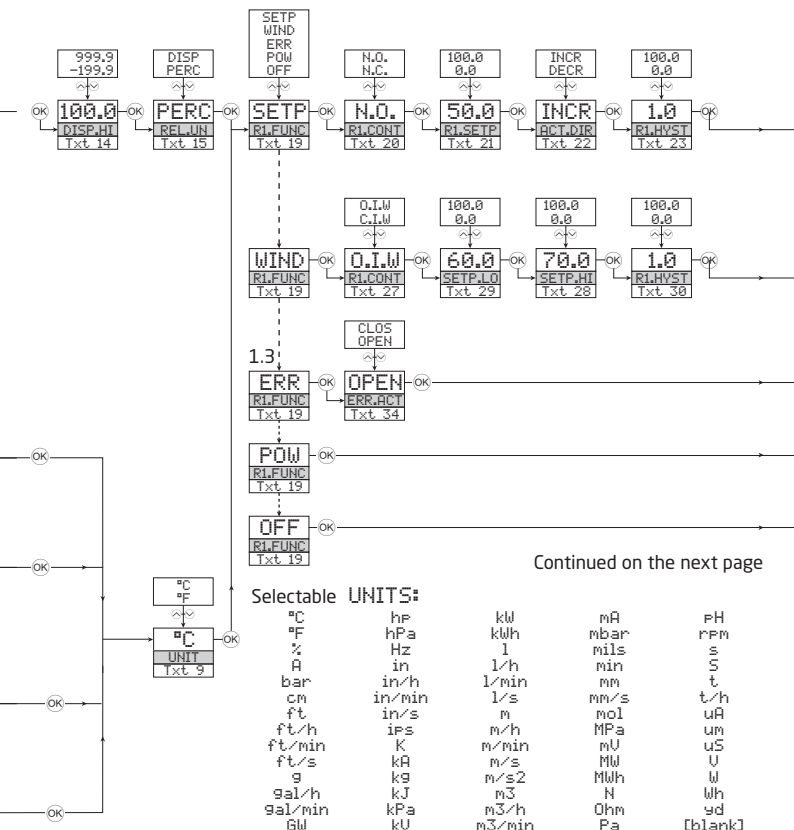 SETP
WIND
ERR
POW
OFF
999.9
-199.9
DISP
PERC
N.O.
N.C.
100.0
0.0
INCR
DECR
100.0
0.0
OK
100.0
DISP.HI
Txt 14
OK
PERC
REL.UN
Txt 15
OK
SETP
R1.FUNC
Txt 19
OK
N.O.
R1.CONT
Txt 20
OK
50.0
R1.SETP
Txt 21
OK
INCR
ACT.DIR
Txt 22
OK
1.0
R1.HYST
Txt 23
OK
O.I.W
C.I.W
100.0
0.0
100.0
0.0
100.0
0.0
WIND
R1.FUNC
Txt 19
OK
O.I.W
R1.CONT
Txt 27
OK
60.0
SETP.LO
Txt 29
OK
70.0
SETP.HI
Txt 28
OK
1.0
R1.HYST
Txt 30
OK
CLOS
OPEN
1.3
ERR
R1.FUNC
Txt 19
OK
OPEN
ERR.ACT
Txt 34
OK
POW
R1.FUNC
Txt 19
OK
OFF
R1.FUNC
Txt 19
OK
OK
OK
OK
OK
°C
°F
°C
UNIT
Txt 9
OK
Continued on the next page
Selectable UNITS:
°C hp kW mA pH
°F hPa kWh mbar rpm
% Hz l mils s
A in l/h min S
bar in/h l/min mm t
cm in/min l/s mm/s t/h
ft in/s m mol uA
ft/h ips m/h MPa um
ft/min K m/min mV uS
ft/s kA m/s MW V
g kg m/s2 MWh W
gal/h kJ m3 N Wh
gal/min kPa m3/h Ohm yd
GW kV m3/min Pa [blank]